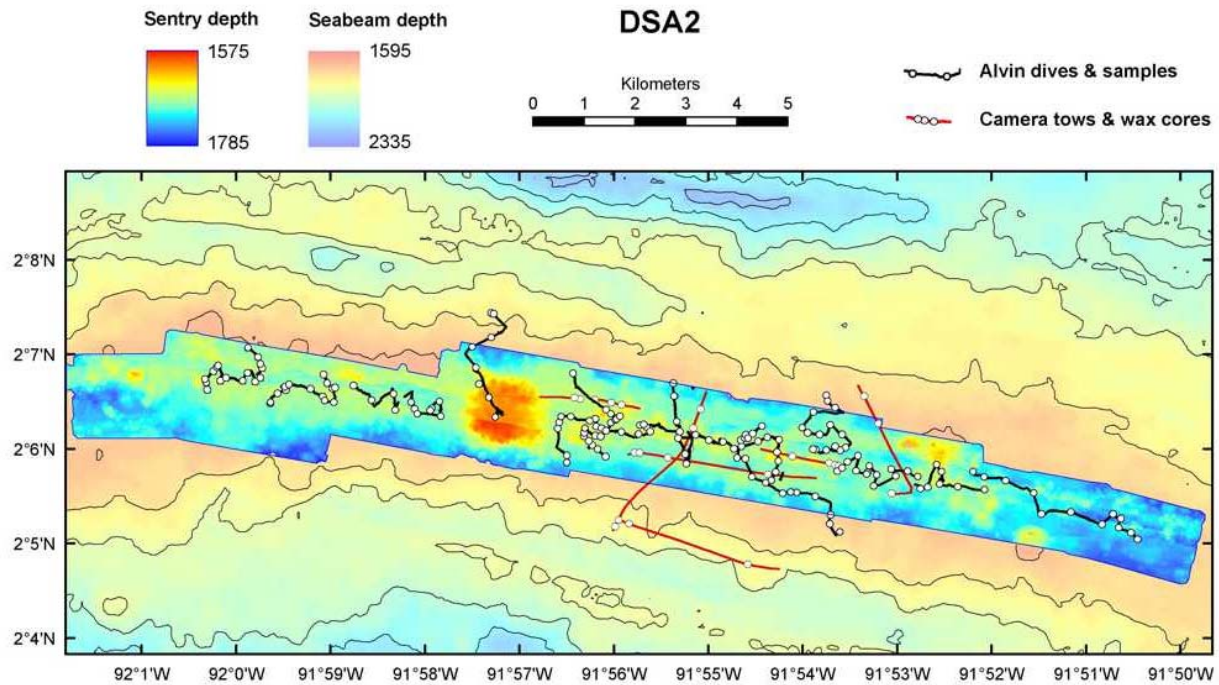 DSA2
Sentry depth
1575
1785
Seabeam depth
1595
2335
Kilometers
0 1 2 3 4 5
Alvin dives & samples
Camera tows & wax cores
2°8'N
2°7'N
2°6'N
2°5'N
2°4'N
92°1'W 92°0'W 91°59'W 91°58'W 91°57'W 91°56'W 91°55'W 91°54'W 91°53'W 91°52'W 91°51'W 91°50'W